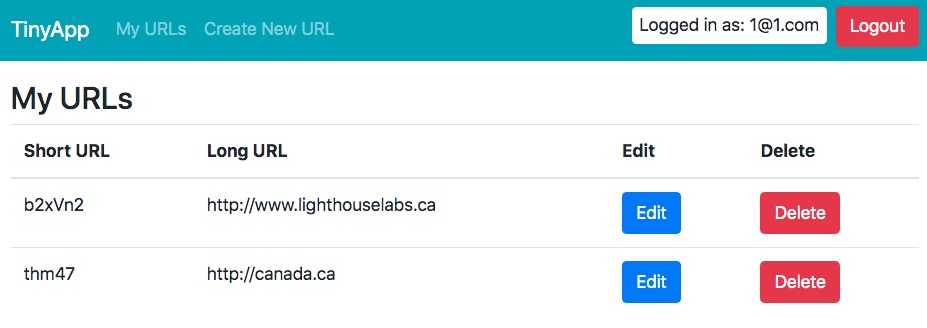 TinyApp My URLs Create New URL Logged in as: 1@1.com Logout
My URLs
Short URL Long URL Edit Delete
b2xVn2 http://www.lighthouselabs.ca Edit Delete
thm47 http://canada.ca Edit Delete